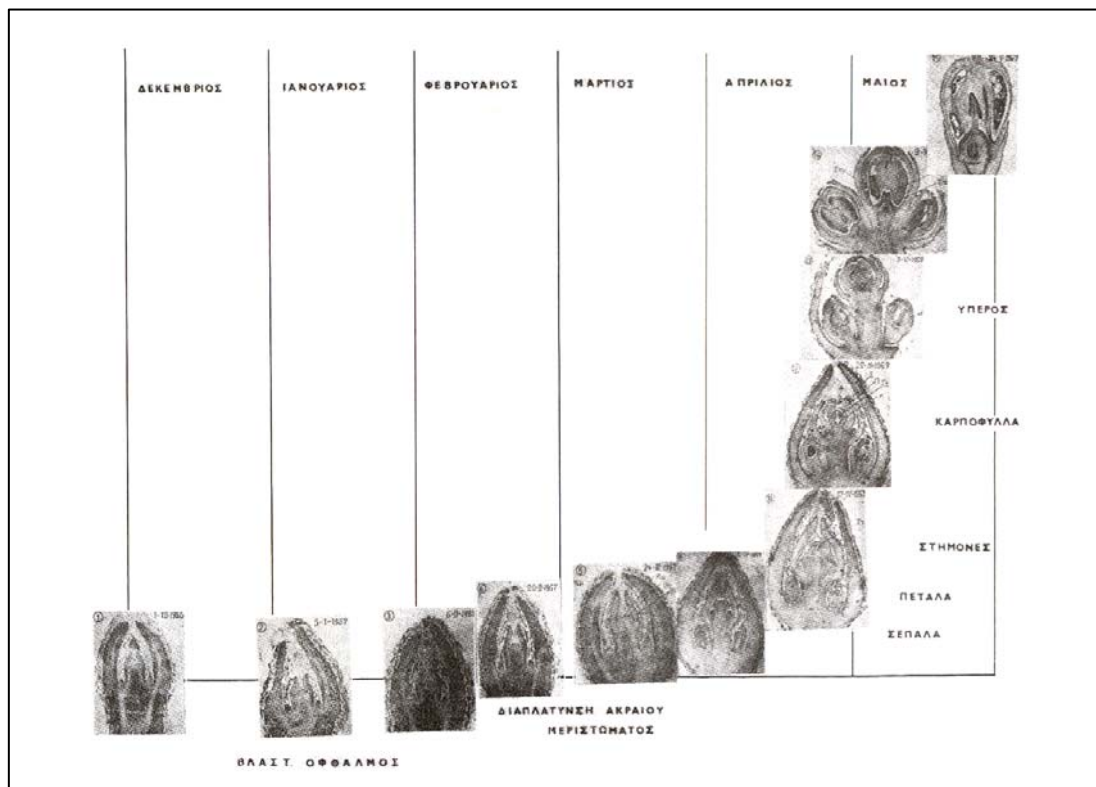 ΔΕΚΕΜΒΡΙΟΣ
ΙΑΝΟΥΑΡΙΟΣ
ΦΕΒΡΟΥΑΡΙΟΣ
ΜΑΡΤΙΟΣ
ΑΠΡΙΛΙΟΣ
ΜΑΙΟΣ
ΥΠΕΡΟΣ
ΚΑΡΠΟΦΥΛΛΑ
ΣΤΗΜΟΝΕΣ
ΠΕΤΑΛΑ
ΣΕΠΑΛΑ
ΔΙΑΠΛΑΤΥΝΣΗ ΑΚΡΑΙΟΥ
ΜΕΡΙΣΤΩΜΑΤΟΣ
ΒΛΑΣΤ. ΟΦΘΑΛΜΟΣ